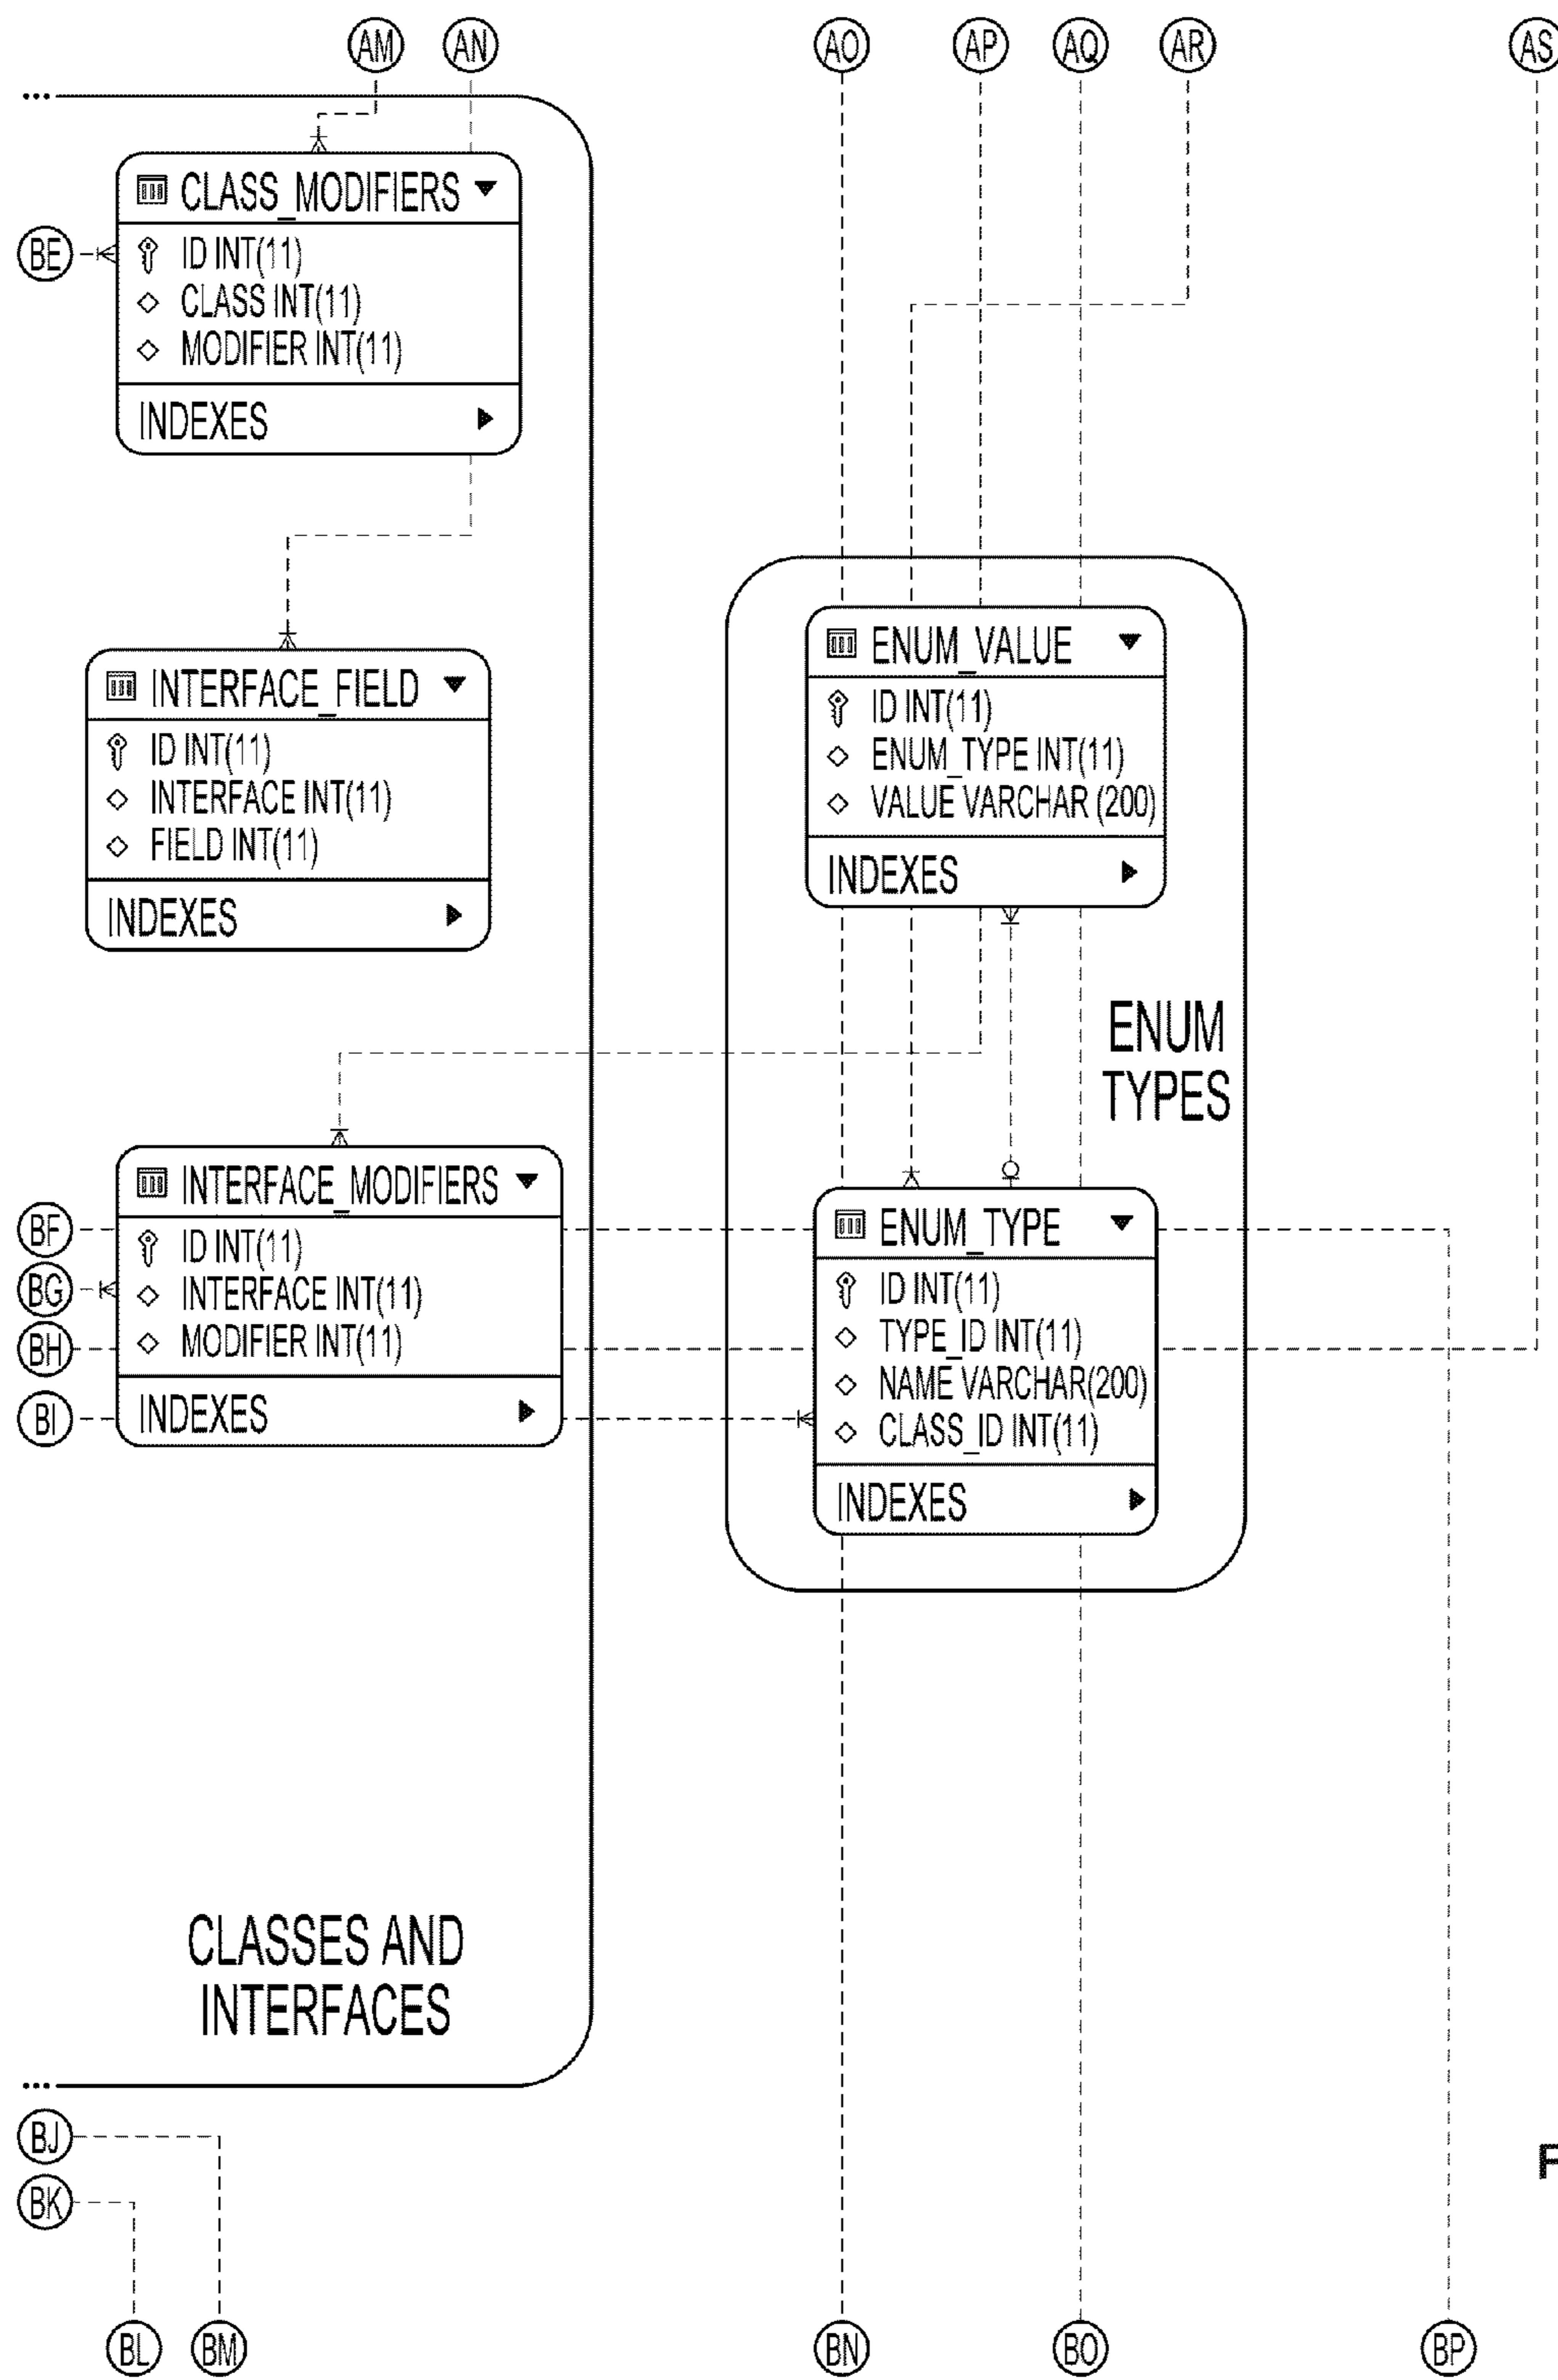 AM AN AO AP AQ AR AS
...
CLASS_MODIFIERS
BE
ID INT(11)
CLASS INT(11)
MODIFIER INT(11)
INDEXES
INTERFACE_FIELD
ID INT(11)
INTERFACE INT(11)
FIELD INT(11)
INDEXES
ENUM_VALUE
ID INT(11)
ENUM_TYPE INT(11)
VALUE VARCHAR (200)
INDEXES
ENUM
TYPES
INTERFACE_MODIFIERS
ID INT(11)
INTERFACE INT(11)
MODIFIER INT(11)
INDEXES
BF
BG
BH
BI
ENUM_TYPE
ID INT(11)
TYPE_ID INT(11)
NAME VARCHAR(200)
CLASS_ID INT(11)
INDEXES
CLASSES AND
INTERFACES
...
BJ
BK
F
BL BM BN BO BP